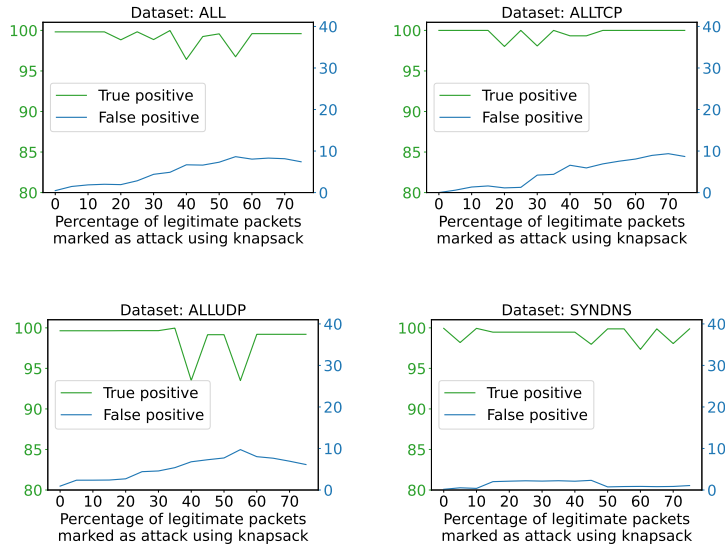 Dataset: ALL
100
95
90
85
80
40
30
20
10
0
True positive
False positive
0 10 20 30 40 50 60 70
Percentage of legitimate packets
marked as attack using knapsack
Dataset: ALLTCP
100
95
90
85
80
40
30
20
10
0
True positive
False positive
0 10 20 30 40 50 60 70
Percentage of legitimate packets
marked as attack using knapsack
Dataset: ALLUDP
100
95
90
85
80
40
30
20
10
0
True positive
False positive
0 10 20 30 40 50 60 70
Percentage of legitimate packets
marked as attack using knapsack
Dataset: SYNDNS
100
95
90
85
80
40
30
20
10
0
True positive
False positive
0 10 20 30 40 50 60 70
Percentage of legitimate packets
marked as attack using knapsack